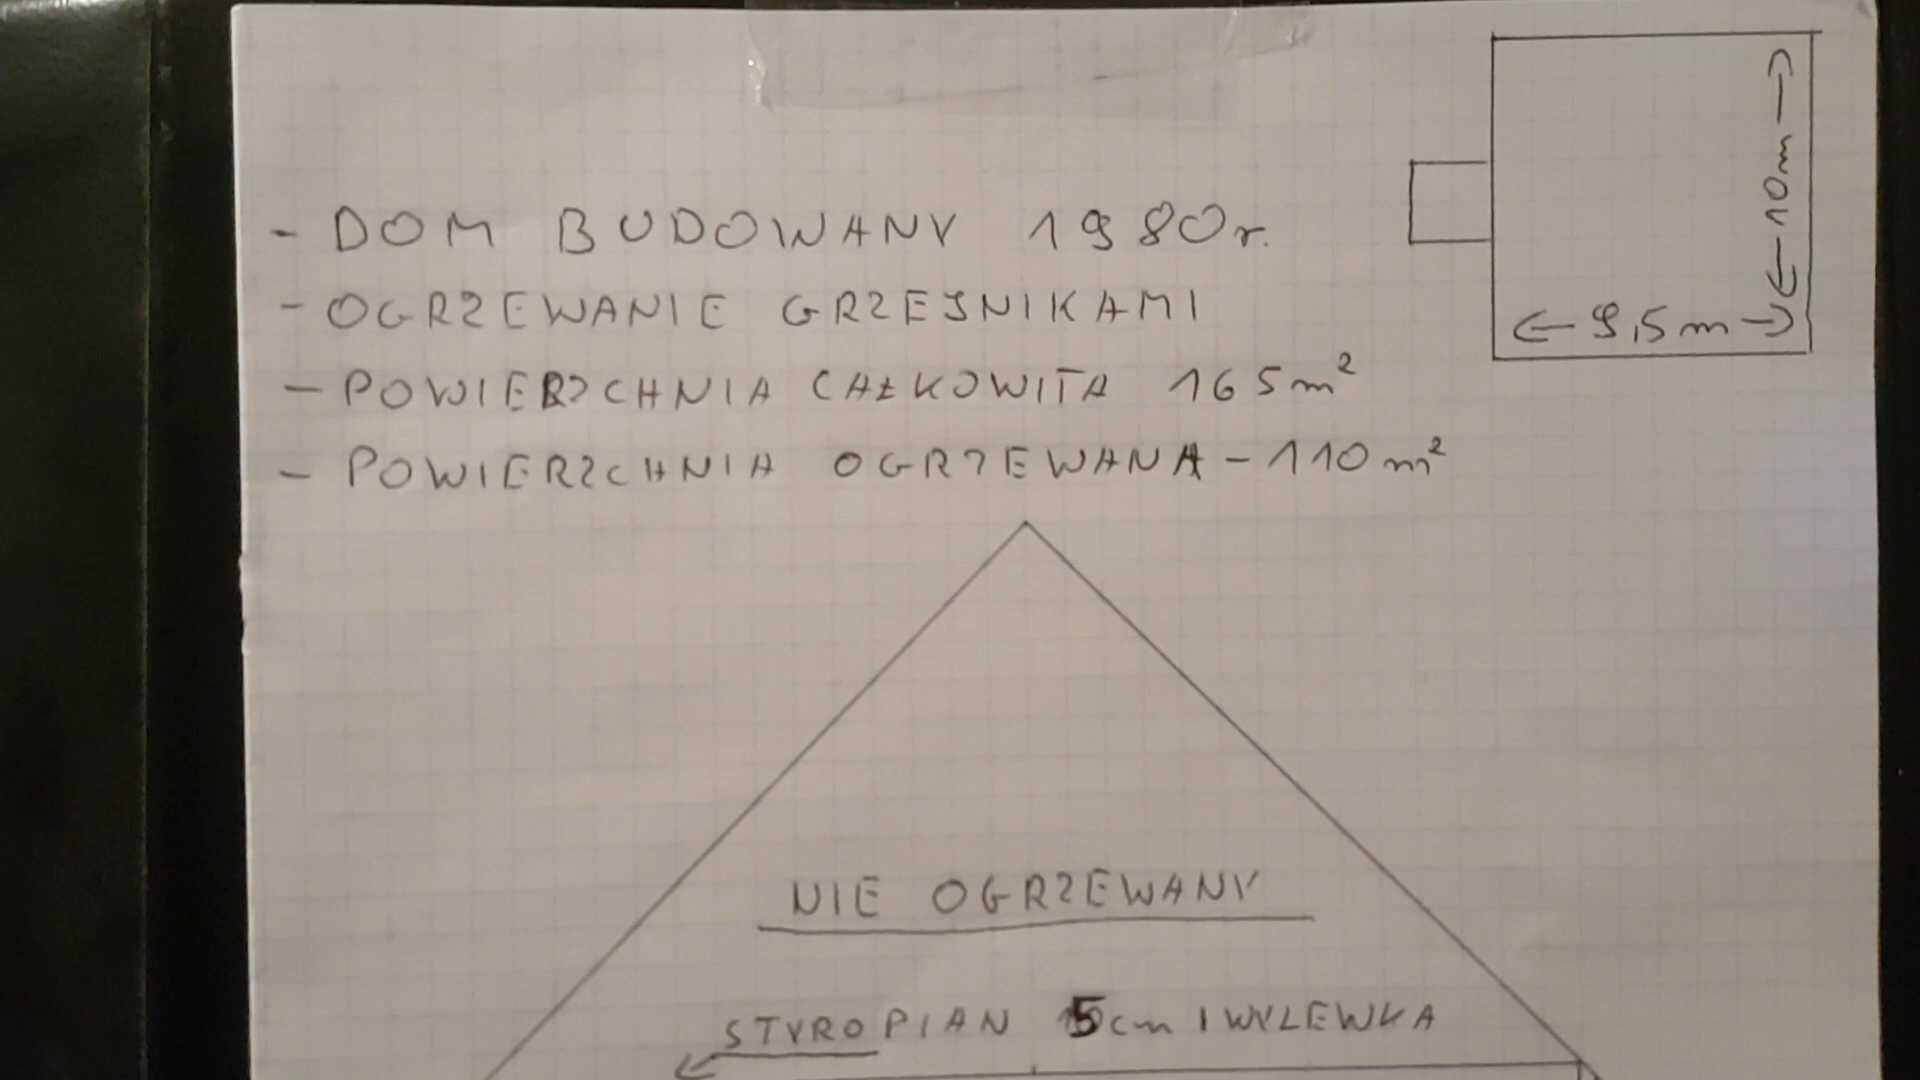 - DOM BUDOWANY 1980r.
- OGRZEWANIE GRZEJNIKAMI
- POWIERZCHNIA CAŁKOWITA 165m²
- POWIERZCHNIA OGRZEWANA - 110m²
10m
9,5m
NIE OGRZEWANY
STYROPIAN 5cm I WYLEWKA